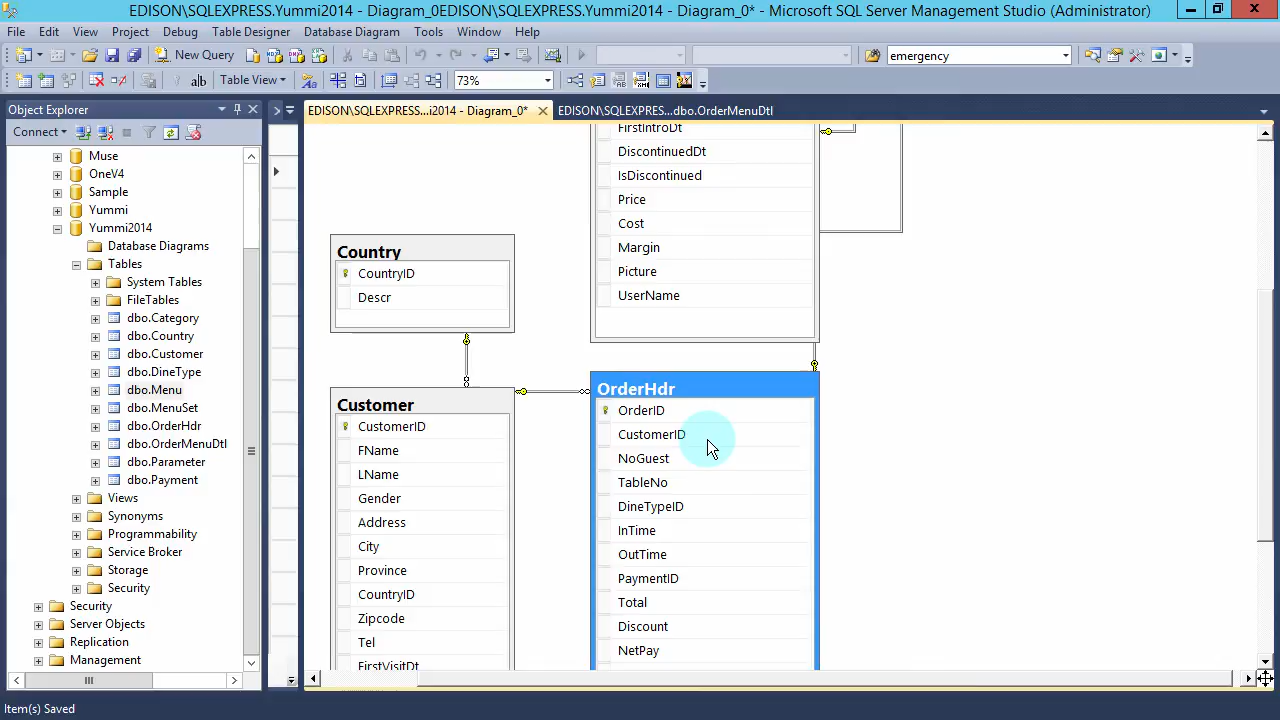 EDISON\SQLEXPRESS.Yummi2014 - Diagram_0EDISON\SQLEXPRESS.Yummi2014 - Diagram_0* - Microsoft SQL Server Management Studio (Administrator)
File Edit View Project Debug Table Designer Database Diagram Tools Window Help
New Query emergency
Table View 73%
Object Explorer
EDISON\SQLEXPRESS...i2014 - Diagram_0* EDISON\SQLEXPRES...dbo.OrderMenuDtl
Connect
Muse
OneV4
Sample
Yummi
Yummi2014
Database Diagrams
Tables
System Tables
FileTables
dbo.Category
dbo.Country
dbo.Customer
dbo.DineType
dbo.Menu
dbo.MenuSet
dbo.OrderHdr
dbo.OrderMenuDtl
dbo.Parameter
dbo.Payment
Views
Synonyms
Programmability
Service Broker
Storage
Security
Security
Server Objects
Replication
Management
FirstIntroDt
DiscontinuedDt
IsDiscontinued
Price
Cost
Margin
Picture
UserName
Country
CountryID
Descr
Customer
CustomerID
FName
LName
Gender
Address
City
Province
CountryID
Zipcode
Tel
FirstVisitDt
OrderHdr
OrderID
CustomerID
NoGuest
TableNo
DineTypeID
InTime
OutTime
PaymentID
Total
Discount
NetPay
Item(s) Saved